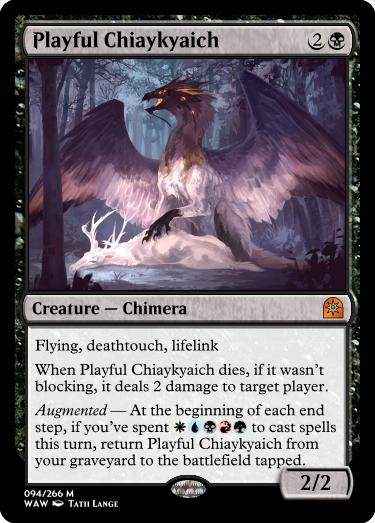 Playful Chiaykyaich 2
Creature — Chimera
Flying, deathtouch, lifelink
When Playful Chiaykyaich dies, if it wasn't
blocking, it deals 2 damage to target player.
Augmented — At the beginning of each end
step, if you've spent to cast spells
this turn, return Playful Chiaykyaich from
your graveyard to the battlefield tapped.
2/2
094/266 M
WAW Tatii Lange